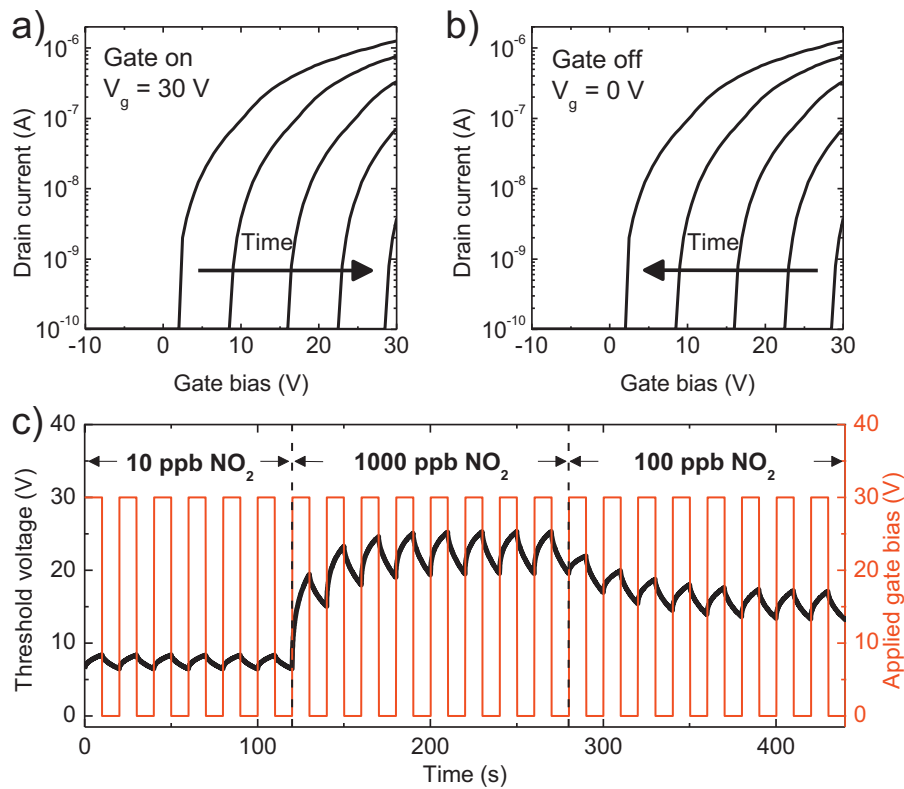 a)
Gate on
V_g = 30 V
Time
10^-6
10^-7
10^-8
10^-9
10^-10
Drain current (A)
-10 0 10 20 30
Gate bias (V)
b)
Gate off
V_g = 0 V
Time
10^-6
10^-7
10^-8
10^-9
10^-10
Drain current (A)
-10 0 10 20 30
Gate bias (V)
c)
10 ppb NO₂ 1000 ppb NO₂ 100 ppb NO₂
40
30
20
10
0
Threshold voltage (V)
40
30
20
10
0
Applied gate bias (V)
0 100 200 300 400
Time (s)